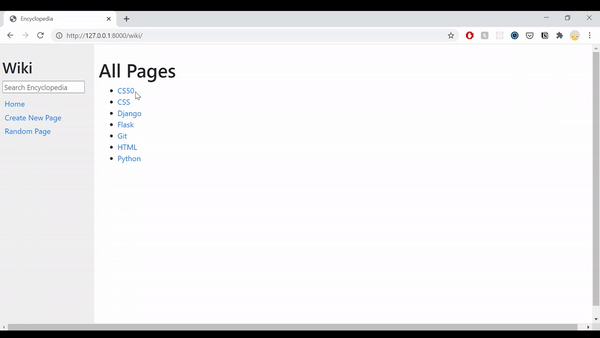 Encyclopedia
http://127.0.0.1:8000/wiki/
Wiki
Search Encyclopedia
Home
Create New Page
Random Page
All Pages
CS50
CSS
Django
Flask
Git
HTML
Python